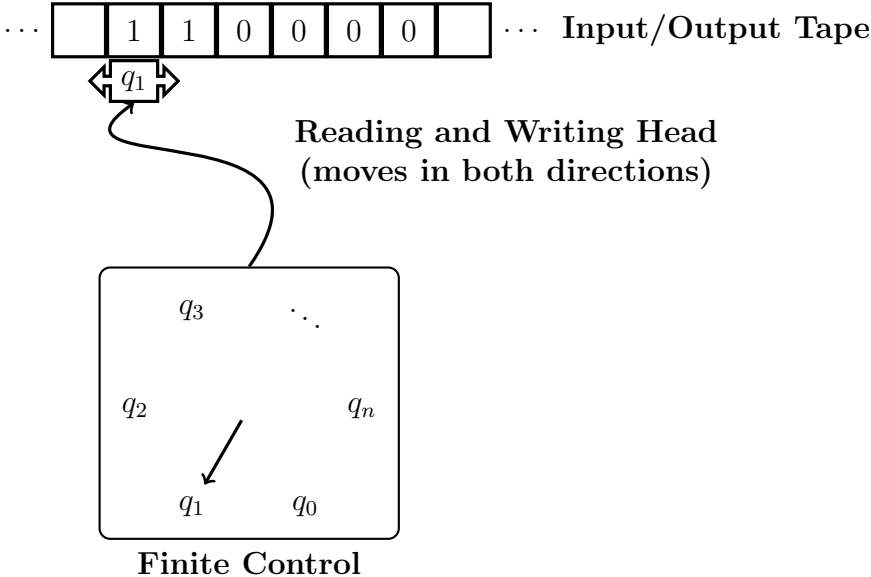 ⋯ 1 1 0 0 0 0 ⋯ Input/Output Tape
q₁
Reading and Writing Head
(moves in both directions)
q₃ ⋱
q₂ qₙ
q₁ q₀
Finite Control